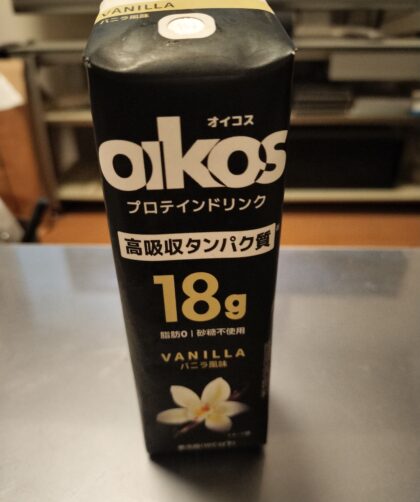 VANILLA
バニラ風味
オイコス
oikos
プロテインドリンク
高吸収タンパク質
18g
脂肪0 | 砂糖不使用
VANILLA
バニラ風味